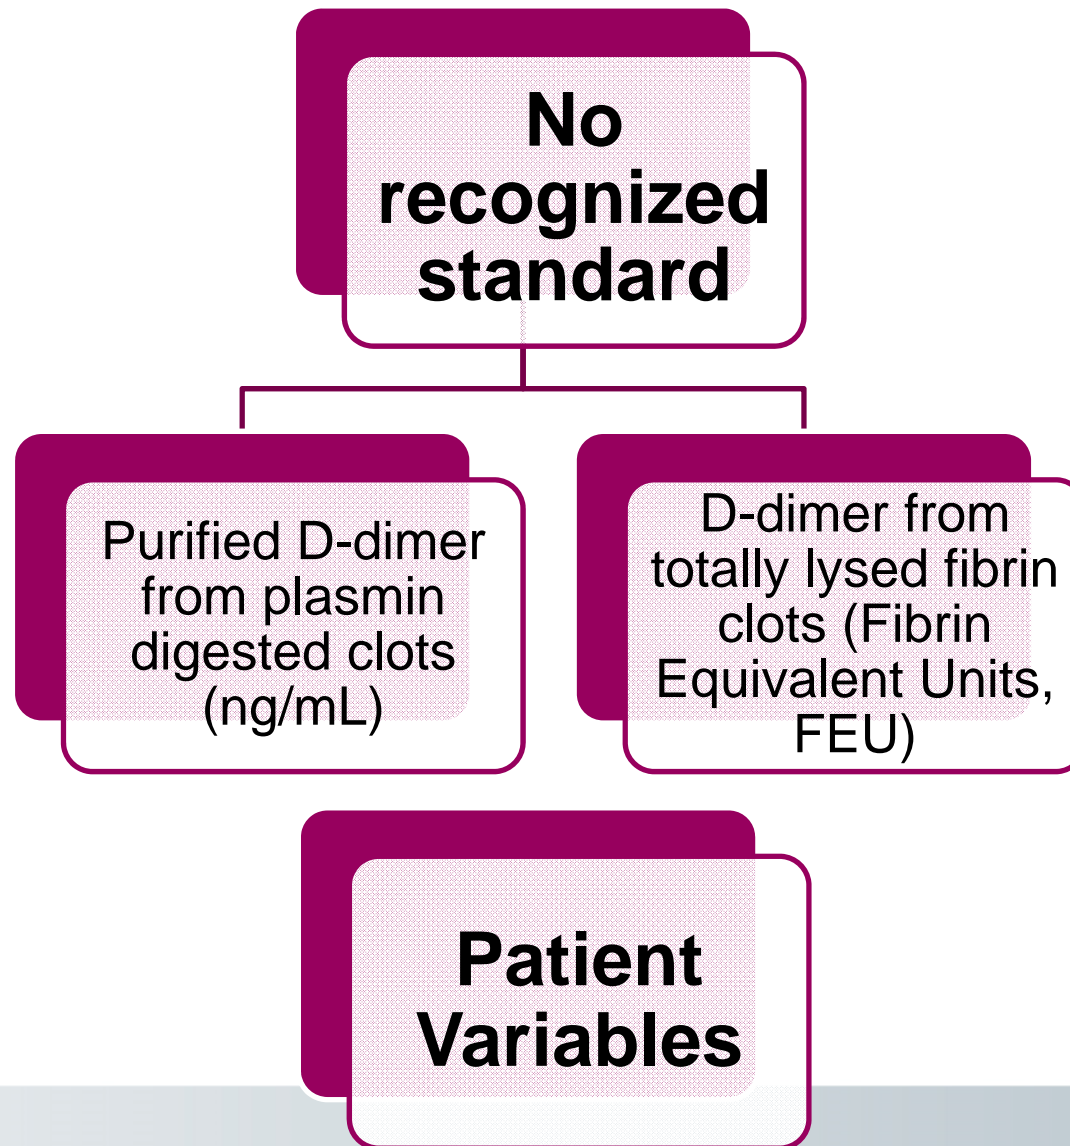 No
recognized
standard
Purified D-dimer
from plasmin
digested clots
(ng/mL)
D-dimer from
totally lysed fibrin
clots (Fibrin
Equivalent Units,
FEU)
Patient
Variables